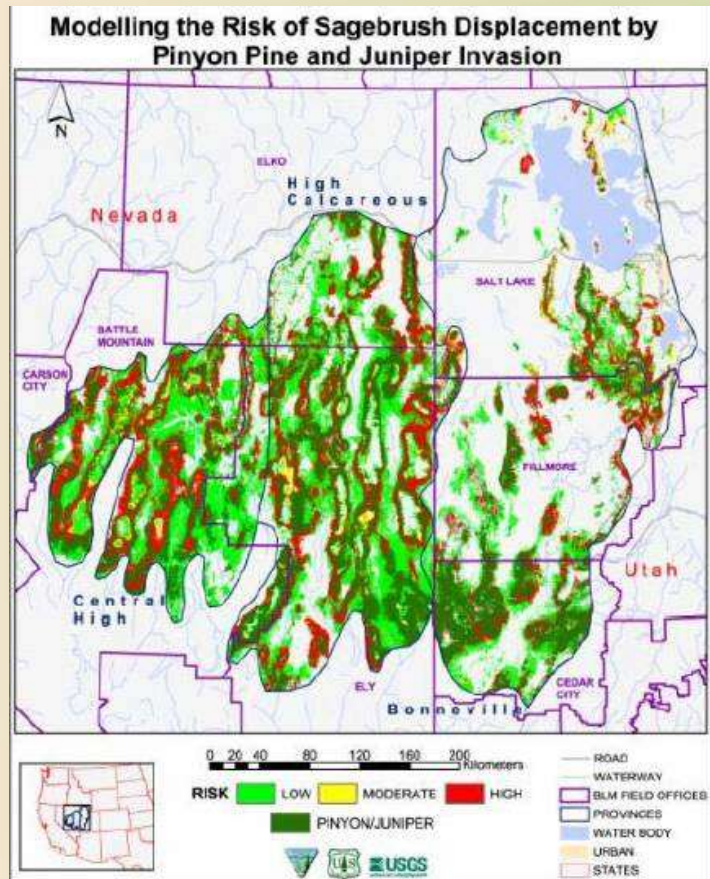 Modelling the Risk of Sagebrush Displacement by
Pinyon Pine and Juniper Invasion
N
ELKO
High
Calcareous
Nevada
SALT LAKE
BATTLE
MOUNTAIN
CARSON
CITY
FILLMORE
Utah
Central
High
ELY
CEDAR
CITY
Bonneville
0 20 40 80 120 160 200
Kilometers
RISK LOW MODERATE HIGH
PINYON/JUNIPER
ROAD
WATERWAY
BLM FIELD OFFICES
PROVINCES
WATER BODY
URBAN
STATES
USGS